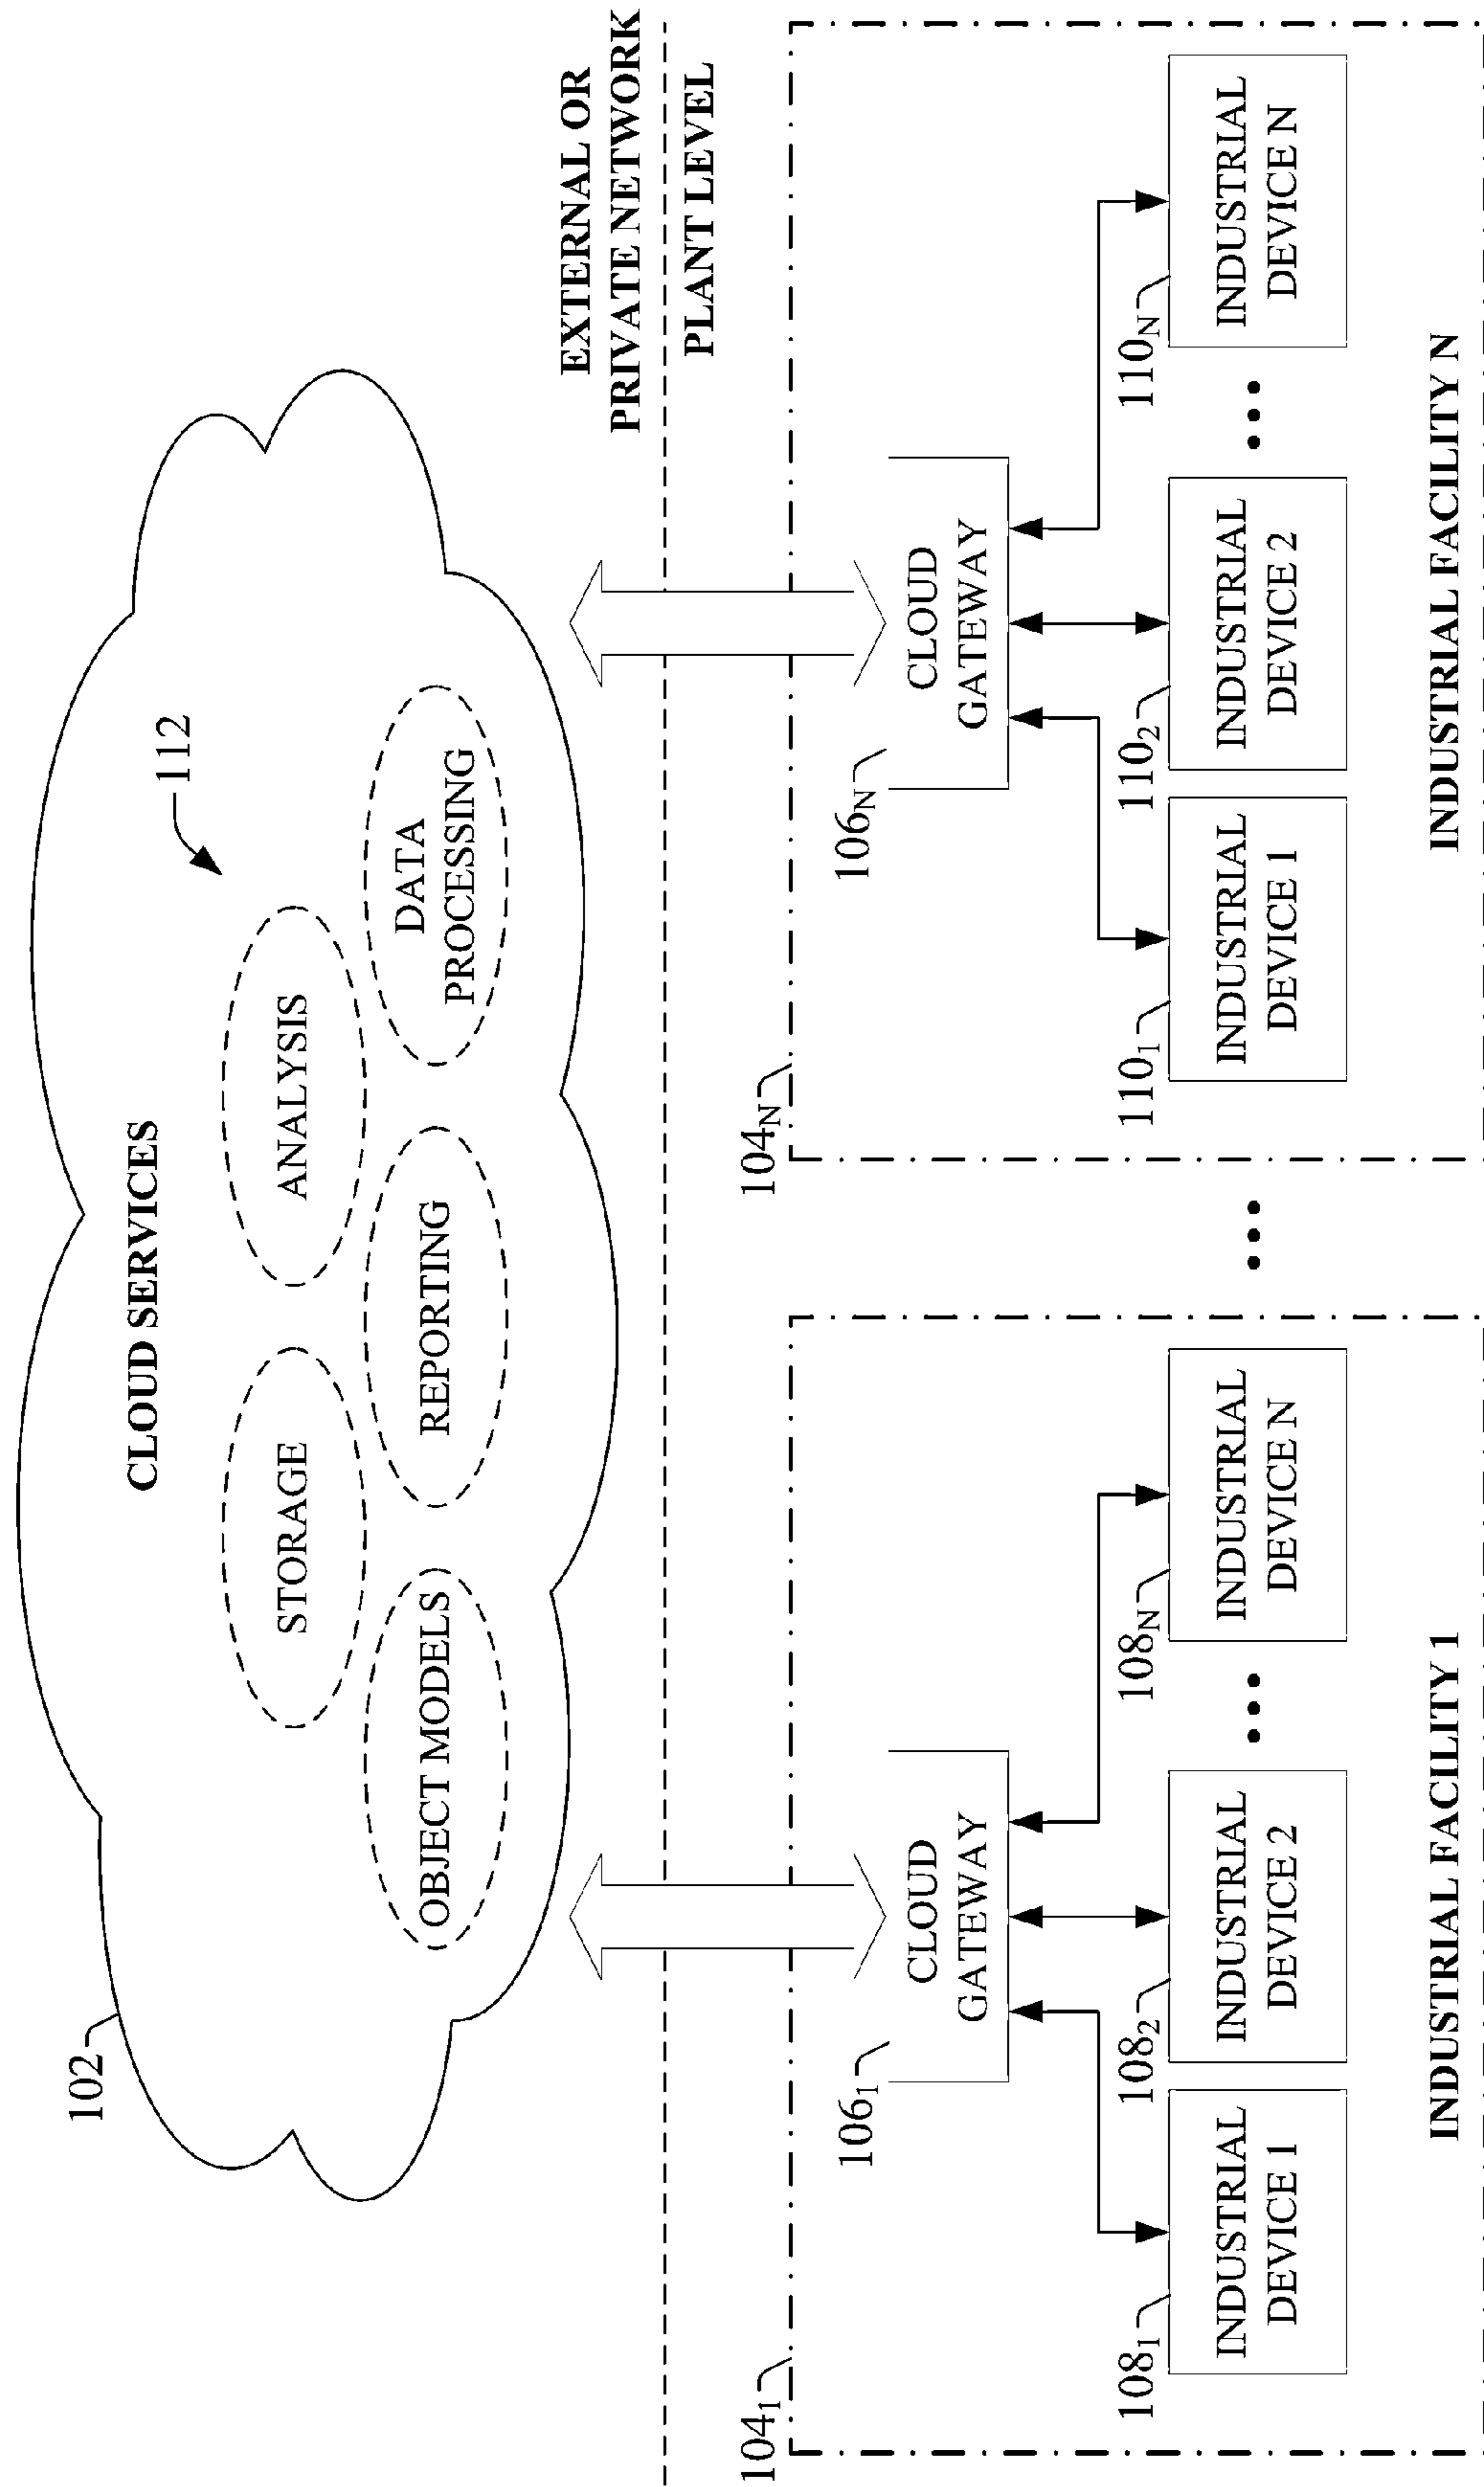 CLOUD SERVICES
102
112
STORAGE
ANALYSIS
OBJECT MODELS
REPORTING
DATA
PROCESSING
EXTERNAL OR
PRIVATE NETWORK
PLANT LEVEL
104₁
106₁
CLOUD
GATEWAY
108₁
INDUSTRIAL
DEVICE 1
108₂
INDUSTRIAL
DEVICE 2
•••
108N
INDUSTRIAL
DEVICE N
INDUSTRIAL FACILITY 1
•••
104N
106N
CLOUD
GATEWAY
110₁
INDUSTRIAL
DEVICE 1
110₂
INDUSTRIAL
DEVICE 2
•••
110N
INDUSTRIAL
DEVICE N
INDUSTRIAL FACILITY N